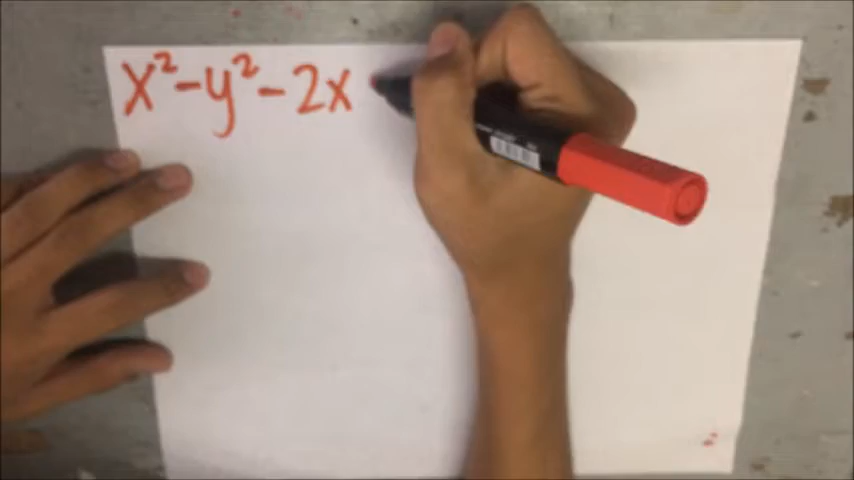 x² - y² - 2x